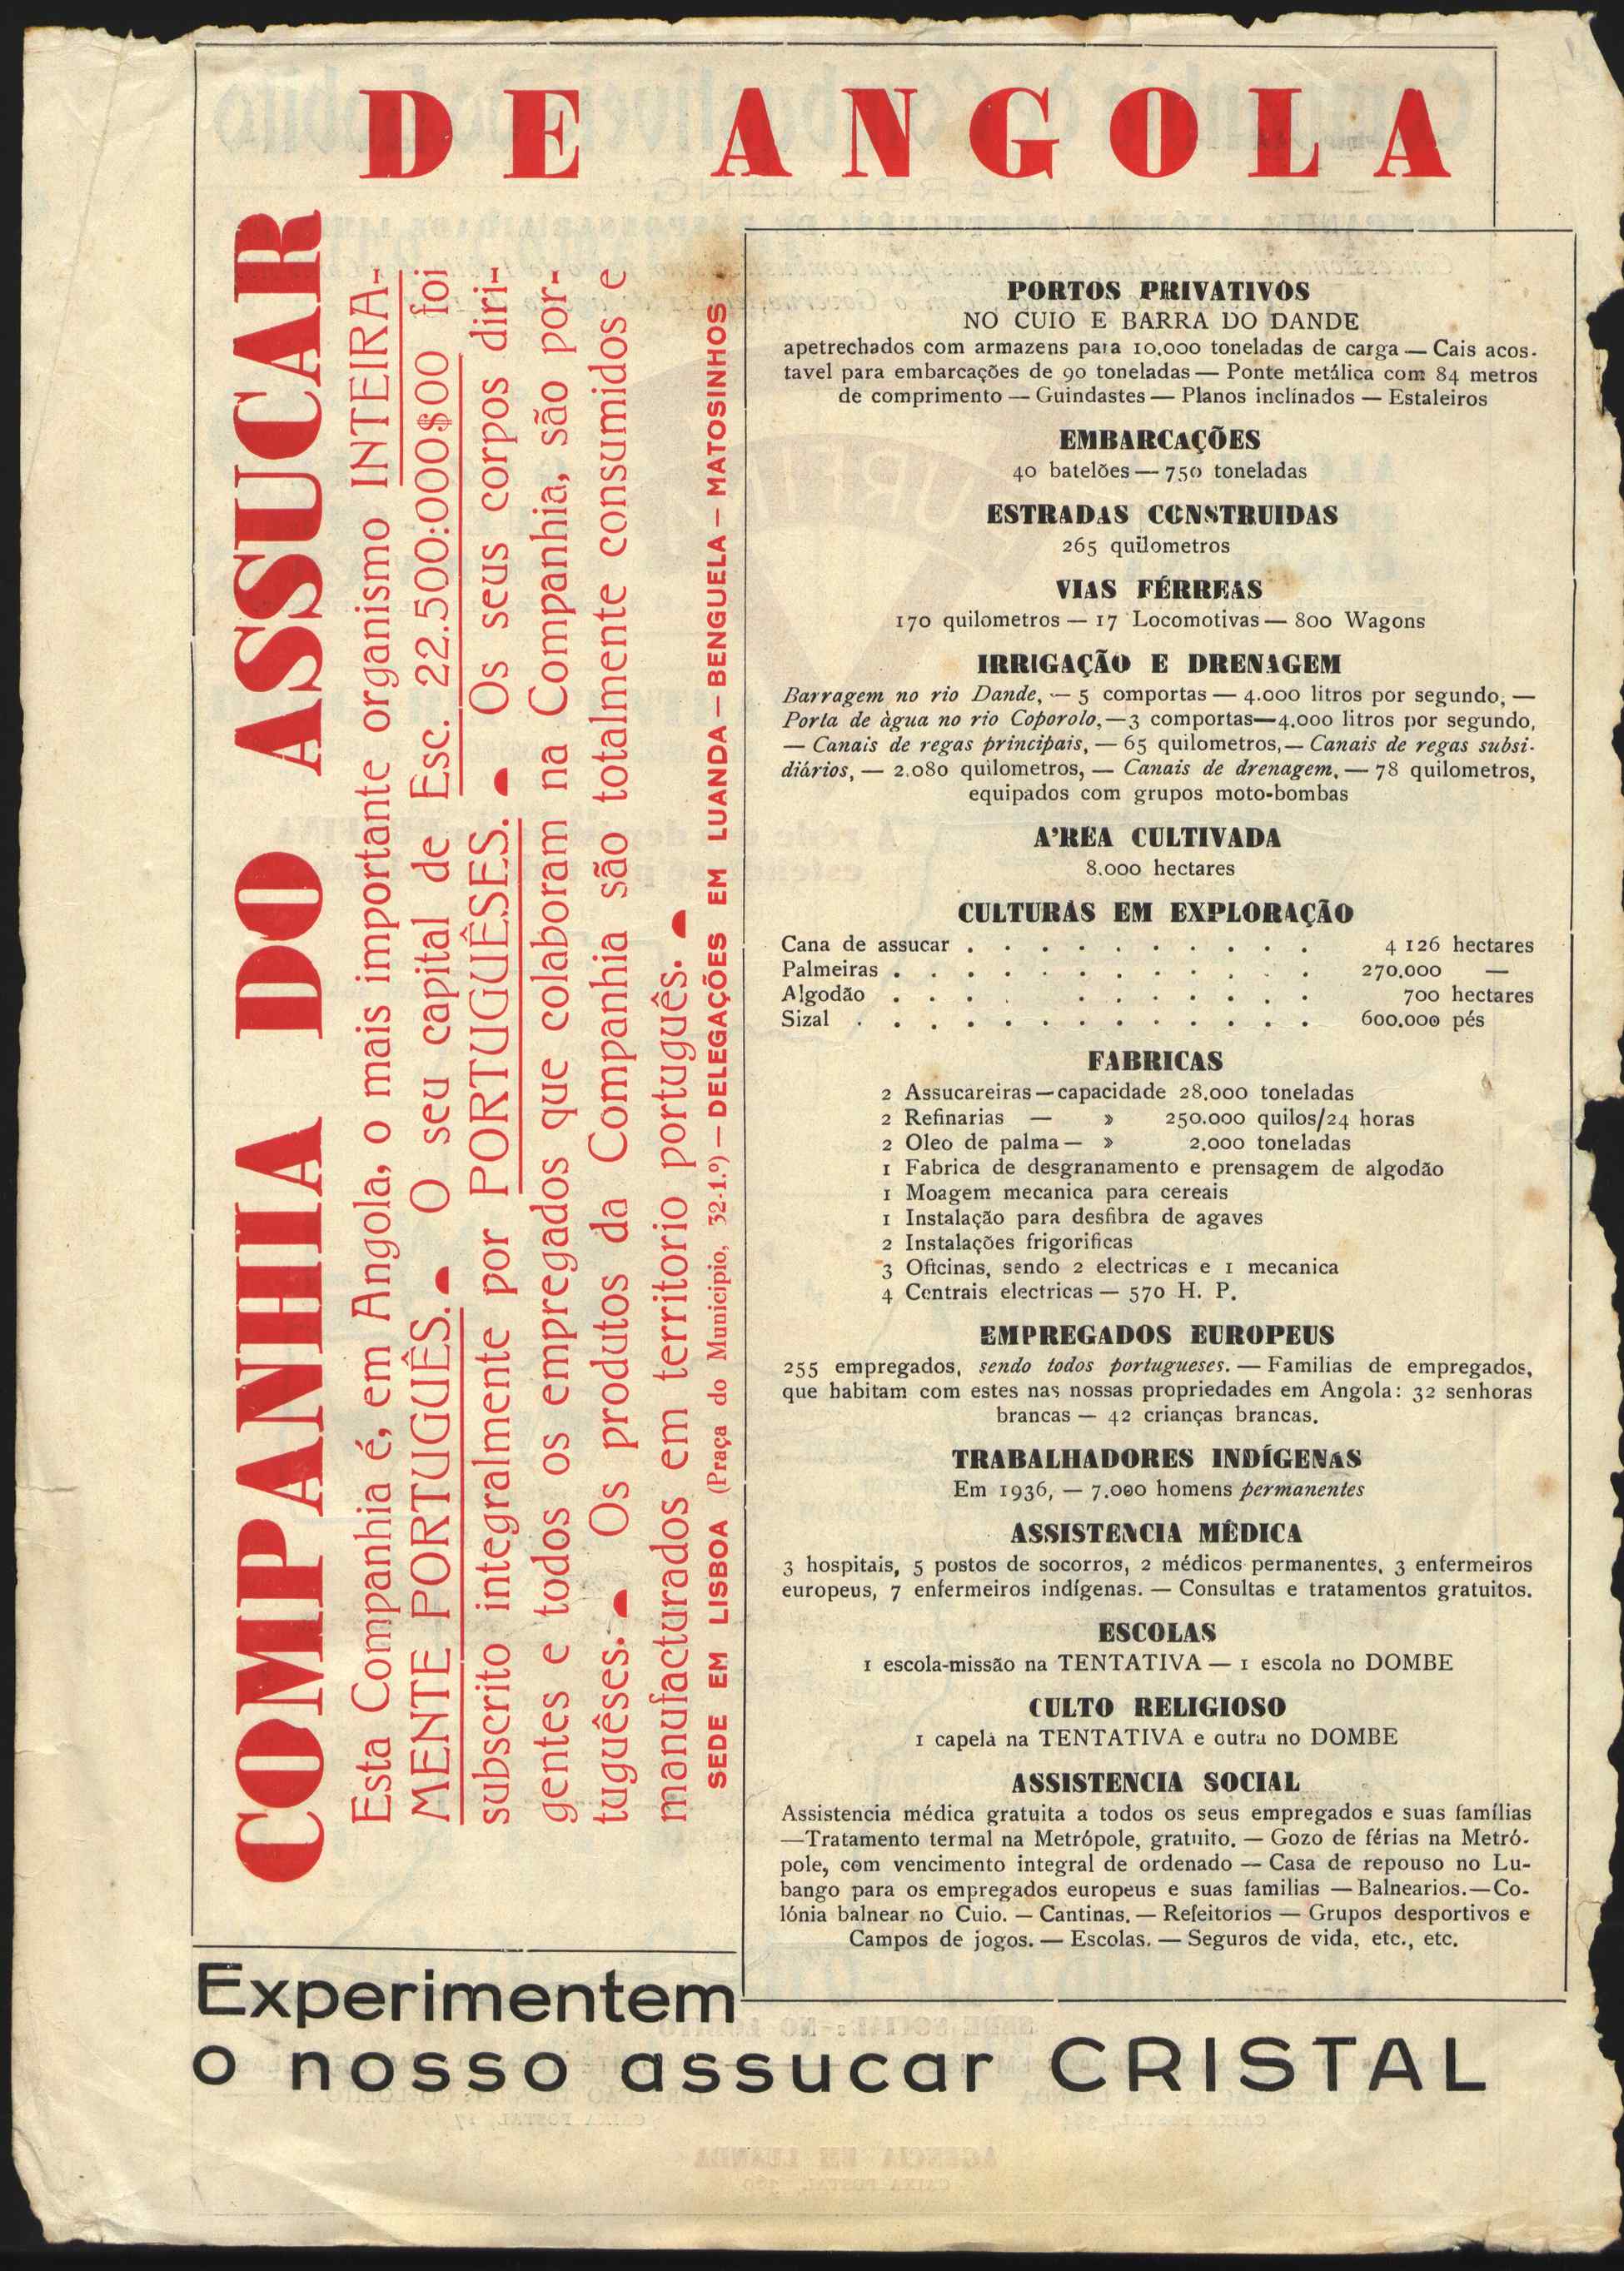 COMPANHIA DO ASSUCAR
DE ANGOLA
Esta Companhia é, em Angola, o mais importante organismo INTEIRA-
MENTE PORTUGUÊS. O seu capital de Esc. 22.500:000$00 foi
subscrito integralmente por PORTUGUÊSES. Os seus corpos diri-
gentes e todos os empregados que colaboram na Companhia, são por-
tuguêses. Os produtos da Companhia são totalmente consumidos e
manufacturados em territorio português.
SEDE EM LISBOA (Praça do Municipio, 32-1.º) — DELEGAÇÕES EM LUANDA — BENGUELA — MATOSINHOS
PORTOS PRIVATIVOS
NO CUIO E BARRA DO DANDE
apetrechados com armazens para 10.000 toneladas de carga — Cais acos-
tavel para embarcações de 90 toneladas — Ponte metálica com 84 metros
de comprimento — Guindastes — Planos inclinados — Estaleiros
EMBARCAÇÕES
40 batelões — 750 toneladas
ESTRADAS CONSTRUIDAS
265 quilometros
VIAS FÉRREAS
170 quilometros — 17 Locomotivas — 800 Wagons
IRRIGAÇÃO E DRENAGEM
Barragem no rio Dande, — 5 comportas — 4.000 litros por segundo, —
Porta de àgua no rio Coporolo, — 3 comportas — 4.000 litros por segundo,
— Canais de regas principais, — 65 quilometros, — Canais de regas subsi-
diários, — 2.080 quilometros, — Canais de drenagem, — 78 quilometros,
equipados com grupos moto-bombas
A'REA CULTIVADA
8.000 hectares
CULTURAS EM EXPLORAÇÃO
Cana de assucar . . . . . . . . . . 4 126 hectares
Palmeiras . . . . . . . . . . . . 270.000 —
Algodão . . . . . . . . . . . 700 hectares
Sizal . . . . . . . . . . . . . 600.000 pés
FABRICAS
2 Assucareiras — capacidade 28.000 toneladas
2 Refinarias — » 250.000 quilos/24 horas
2 Oleo de palma — » 2.000 toneladas
1 Fabrica de desgranamento e prensagem de algodão
1 Moagem mecanica para cereais
1 Instalação para desfibra de agaves
2 Instalações frigorificas
3 Oficinas, sendo 2 electricas e 1 mecanica
4 Centrais electricas — 570 H. P.
EMPREGADOS EUROPEUS
255 empregados, sendo todos portugueses. — Familias de empregados,
que habitam com estes nas nossas propriedades em Angola: 32 senhoras
brancas — 42 crianças brancas.
TRABALHADORES INDÍGENAS
Em 1936, — 7.000 homens permanentes
ASSISTENCIA MÉDICA
3 hospitais, 5 postos de socorros, 2 médicos permanentes, 3 enfermeiros
europeus, 7 enfermeiros indígenas. — Consultas e tratamentos gratuitos.
ESCOLAS
1 escola-missão na TENTATIVA — 1 escola no DOMBE
CULTO RELIGIOSO
1 capela na TENTATIVA e outra no DOMBE
ASSISTENCIA SOCIAL
Assistencia médica gratuita a todos os seus empregados e suas famílias
— Tratamento termal na Metrópole, gratuito. — Gozo de férias na Metró-
pole, com vencimento integral de ordenado — Casa de repouso no Lu-
bango para os empregados europeus e suas familias — Balnearios. — Co-
lónia balnear no Cuio. — Cantinas. — Refeitorios — Grupos desportivos e
Campos de jogos. — Escolas. — Seguros de vida, etc., etc.
Experimentem
o nosso assucar CRISTAL